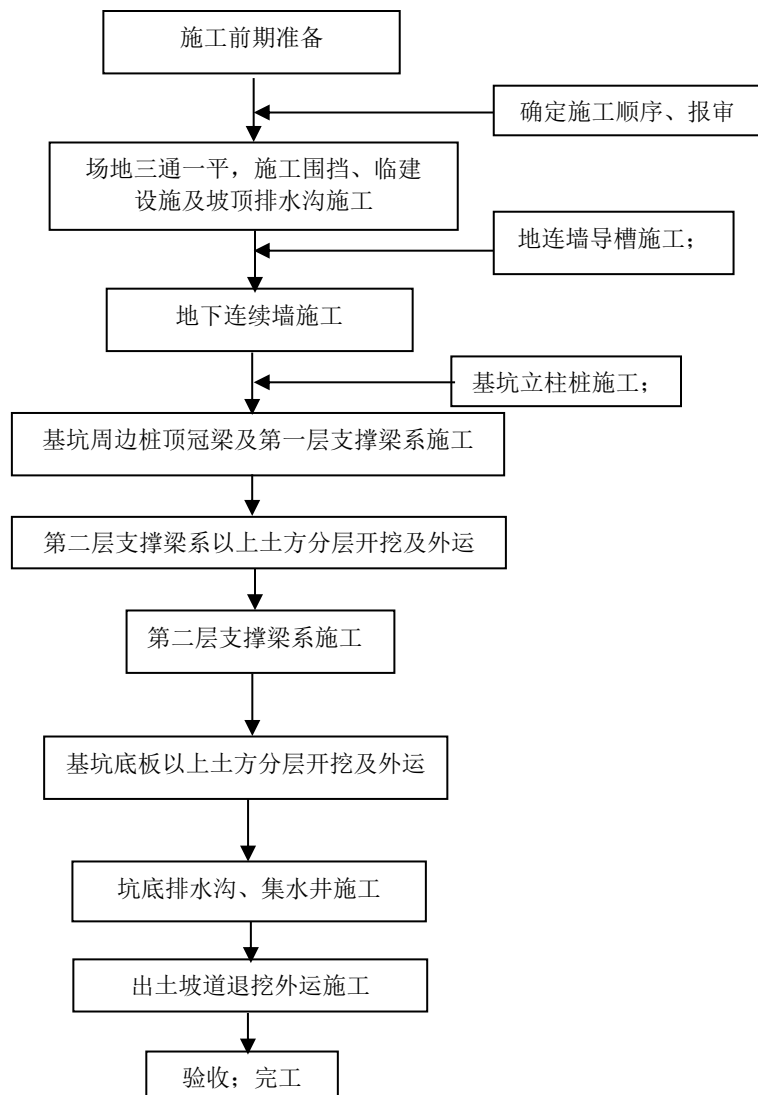 施工前期准备
确定施工顺序、报审
场地三通一平，施工围挡、临建
设施及坡顶排水沟施工
地连墙导槽施工；
地下连续墙施工
基坑立柱桩施工；
基坑周边桩顶冠梁及第一层支撑梁系施工
第二层支撑梁系以上土方分层开挖及外运
第二层支撑梁系施工
基坑底板以上土方分层开挖及外运
坑底排水沟、集水井施工
出土坡道退挖外运施工
验收；完工